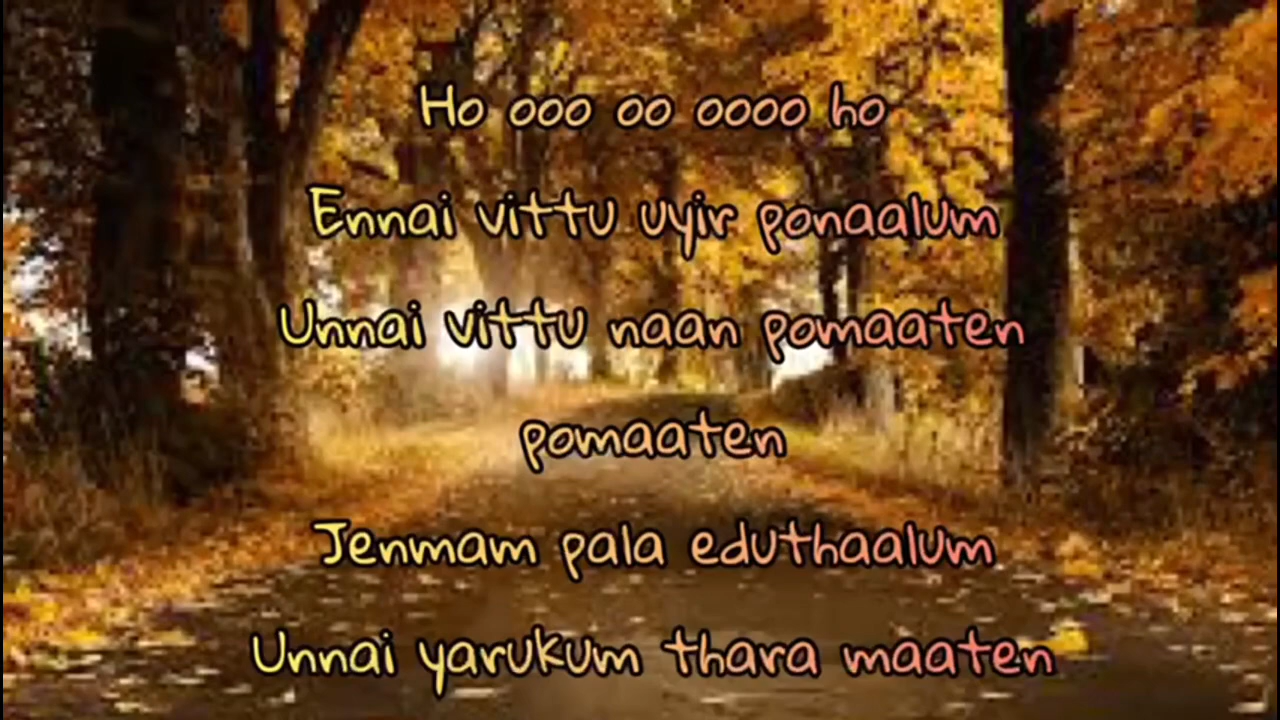 Ho ooo oo oooo ho
Ennai vittu uyir ponaalum
Unnai vittu naan pomaaten
pomaaten
Jenmam pala eduthaalum
Unnai yarukum thara maaten